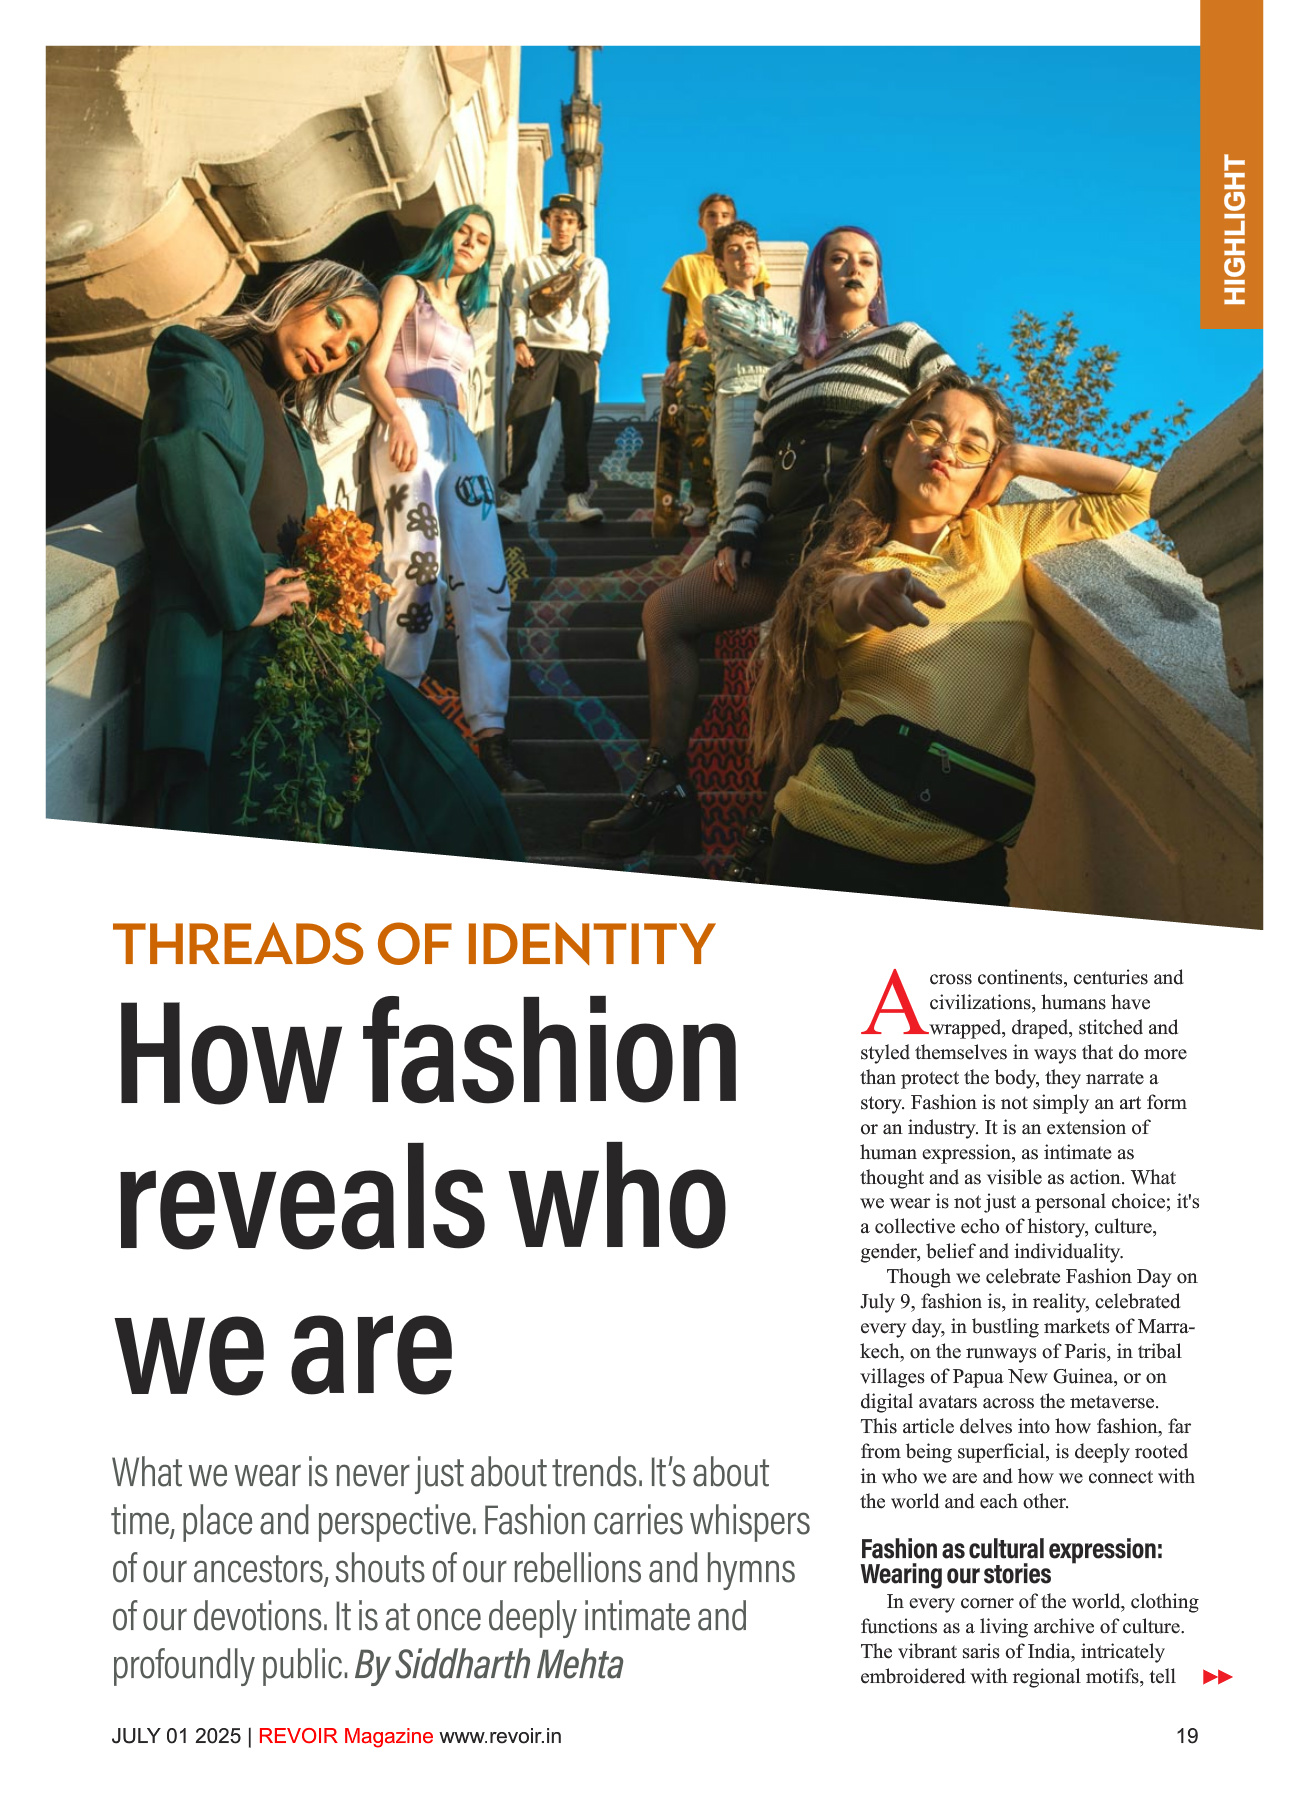 HIGHLIGHT
THREADS OF IDENTITY
How fashion
reveals who
we are
What we wear is never just about trends. It’s about
time, place and perspective. Fashion carries whispers
of our ancestors, shouts of our rebellions and hymns
of our devotions. It is at once deeply intimate and
profoundly public. By Siddharth Mehta
Across continents, centuries and
civilizations, humans have
wrapped, draped, stitched and
styled themselves in ways that do more
than protect the body, they narrate a
story. Fashion is not simply an art form
or an industry. It is an extension of
human expression, as intimate as
thought and as visible as action. What
we wear is not just a personal choice; it's
a collective echo of history, culture,
gender, belief and individuality.
Though we celebrate Fashion Day on
July 9, fashion is, in reality, celebrated
every day, in bustling markets of Marra-
kech, on the runways of Paris, in tribal
villages of Papua New Guinea, or on
digital avatars across the metaverse.
This article delves into how fashion, far
from being superficial, is deeply rooted
in who we are and how we connect with
the world and each other.
Fashion as cultural expression:
Wearing our stories
In every corner of the world, clothing
functions as a living archive of culture.
The vibrant saris of India, intricately
embroidered with regional motifs, tell
JULY 01 2025 | REVOIR Magazine www.revoir.in
19